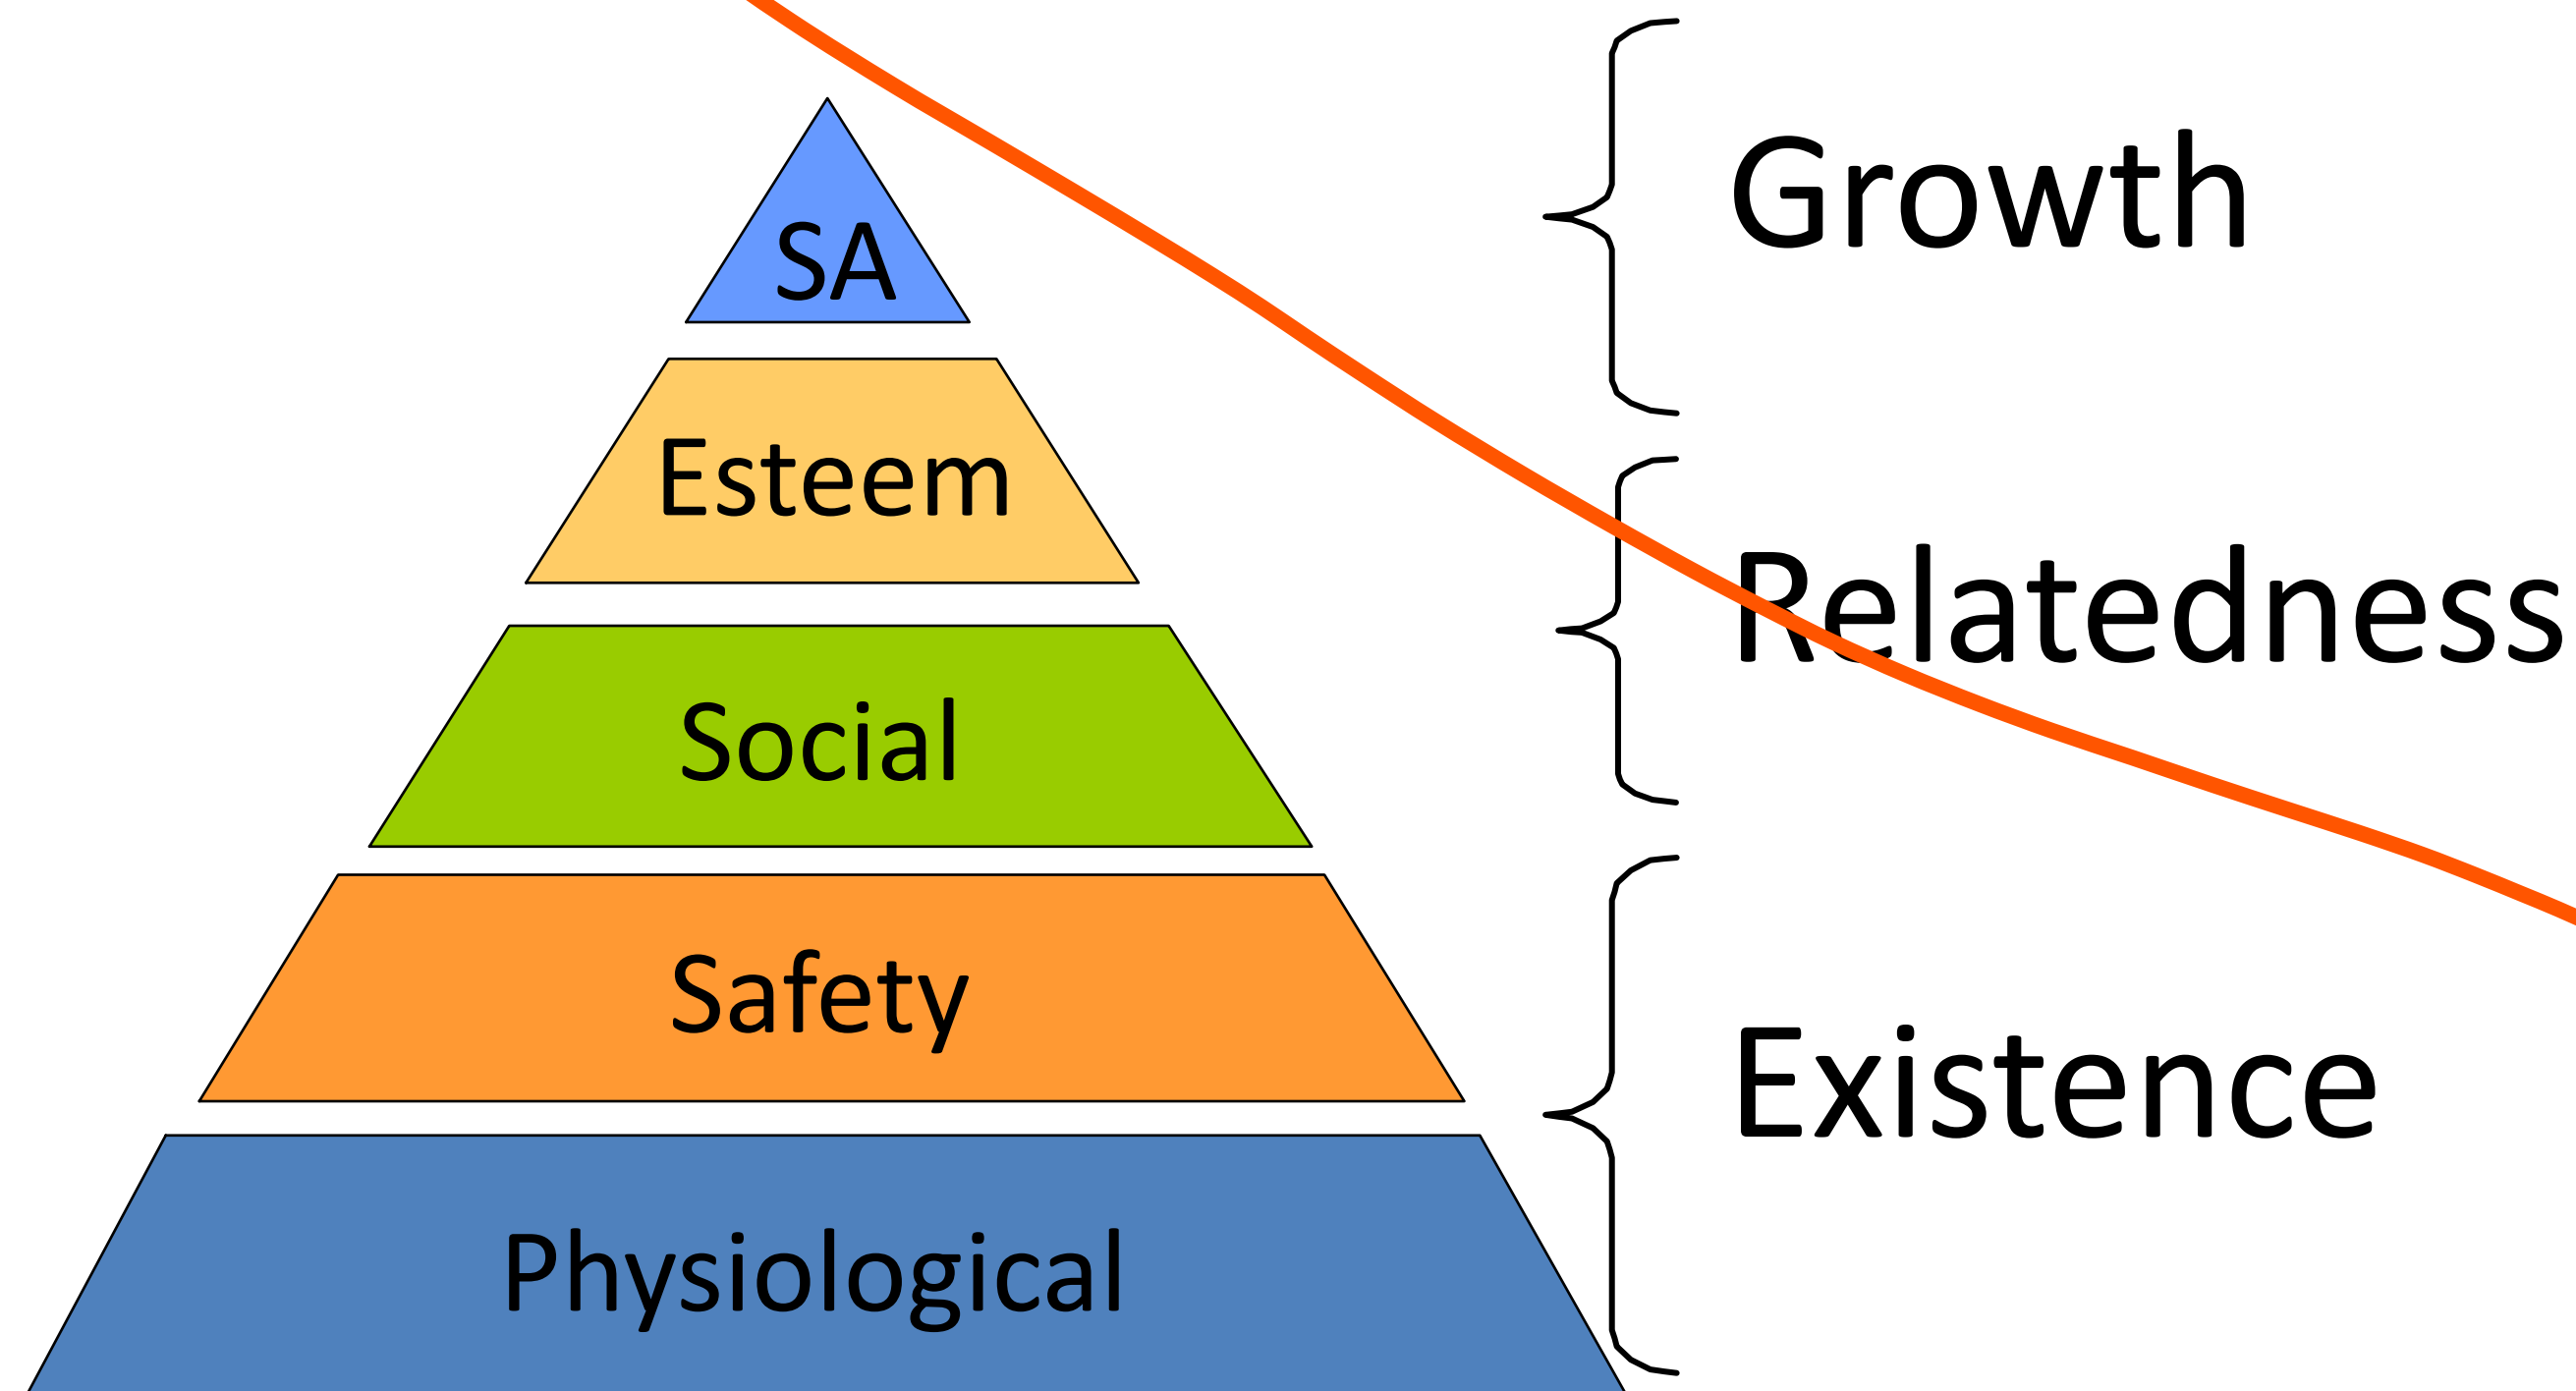 SA
Esteem
Social
Safety
Physiological
Growth
Relatedness
Existence